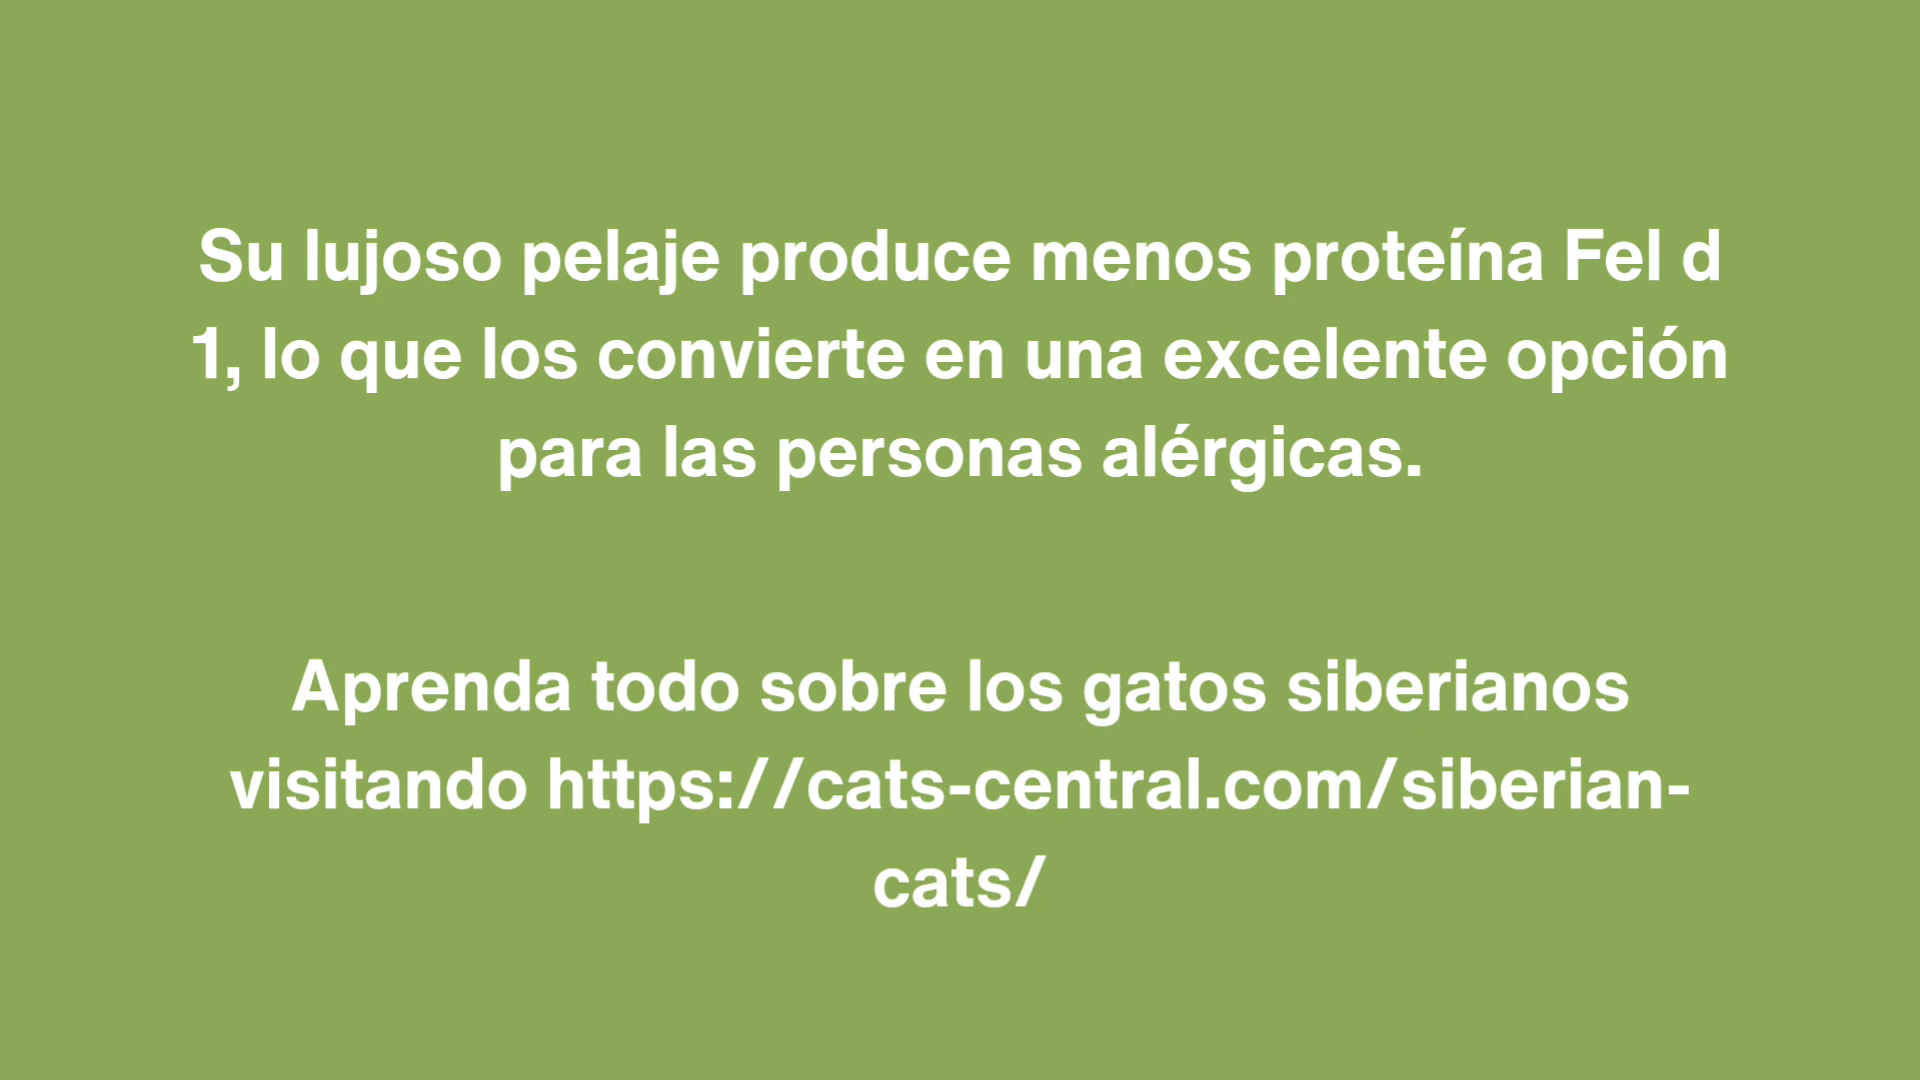 Su lujoso pelaje produce menos proteína Fel d
1, lo que los convierte en una excelente opción
para las personas alérgicas.
Aprenda todo sobre los gatos siberianos
visitando https://cats-central.com/siberian-
cats/